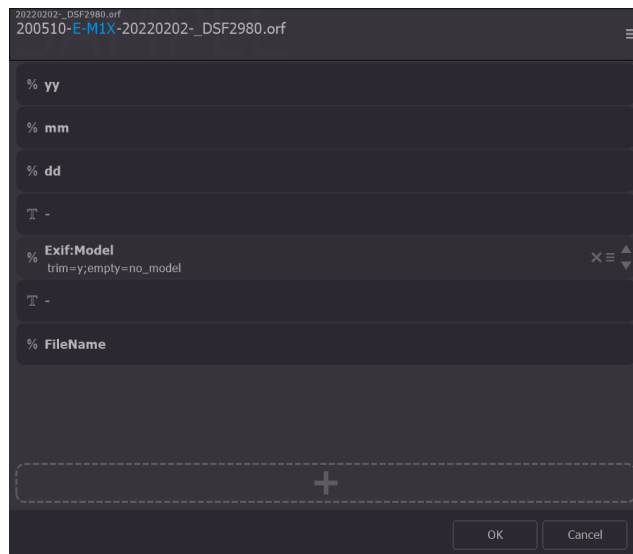 20220202-_DSF2980.orf
200510-E-M1X-20220202-_DSF2980.orf
% yy
% mm
% dd
T -
% Exif:Model
trim=y;empty=no_model
T -
% FileName
OK
Cancel